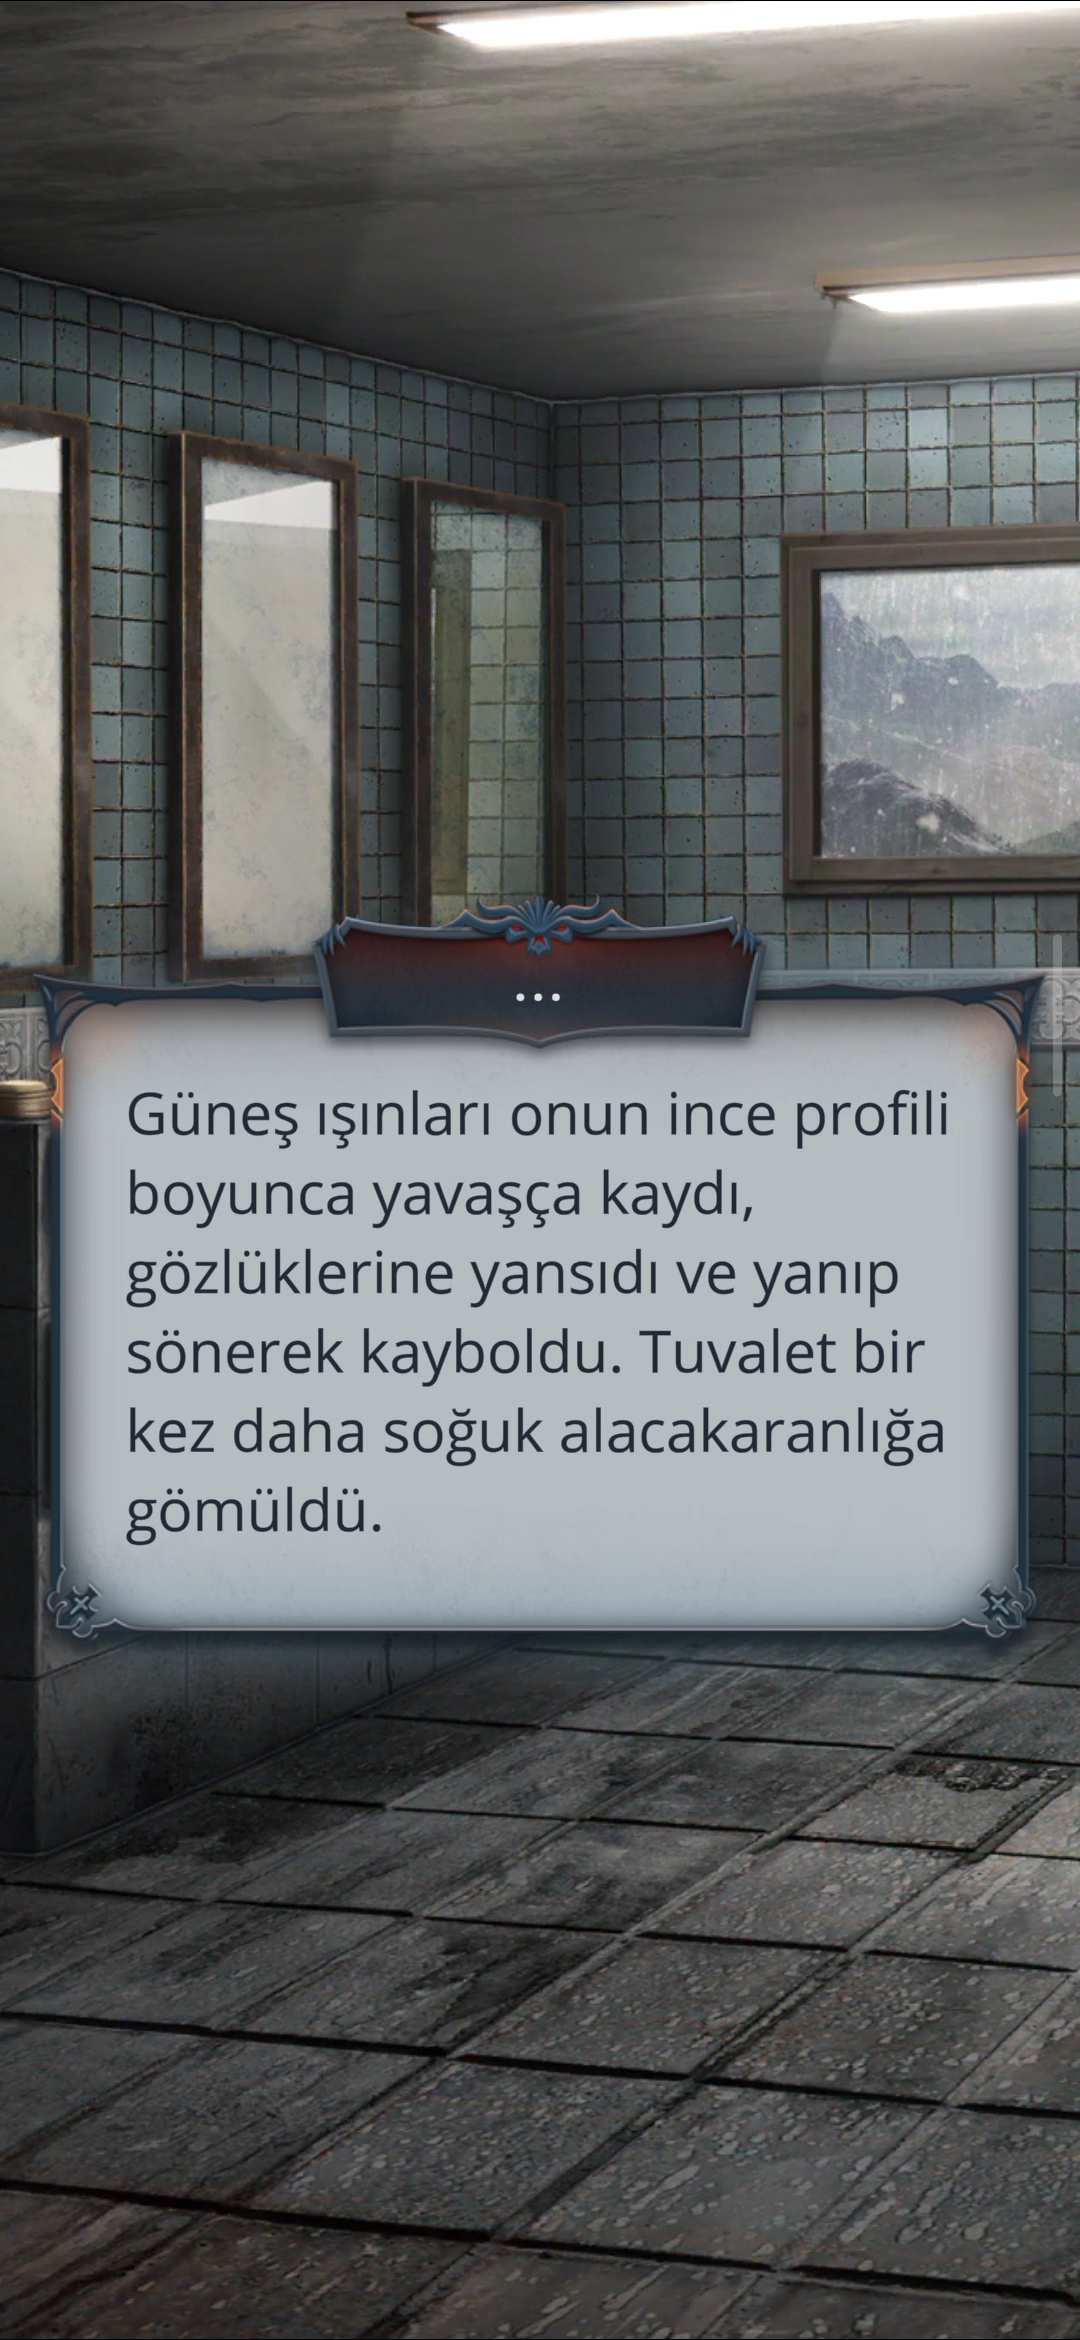 ...
Güneş ışınları onun ince profili
boyunca yavaşça kaydı,
gözlüklerine yansıdı ve yanıp
sönerek kayboldu. Tuvalet bir
kez daha soğuk alacakaranlığa
gömüldü.